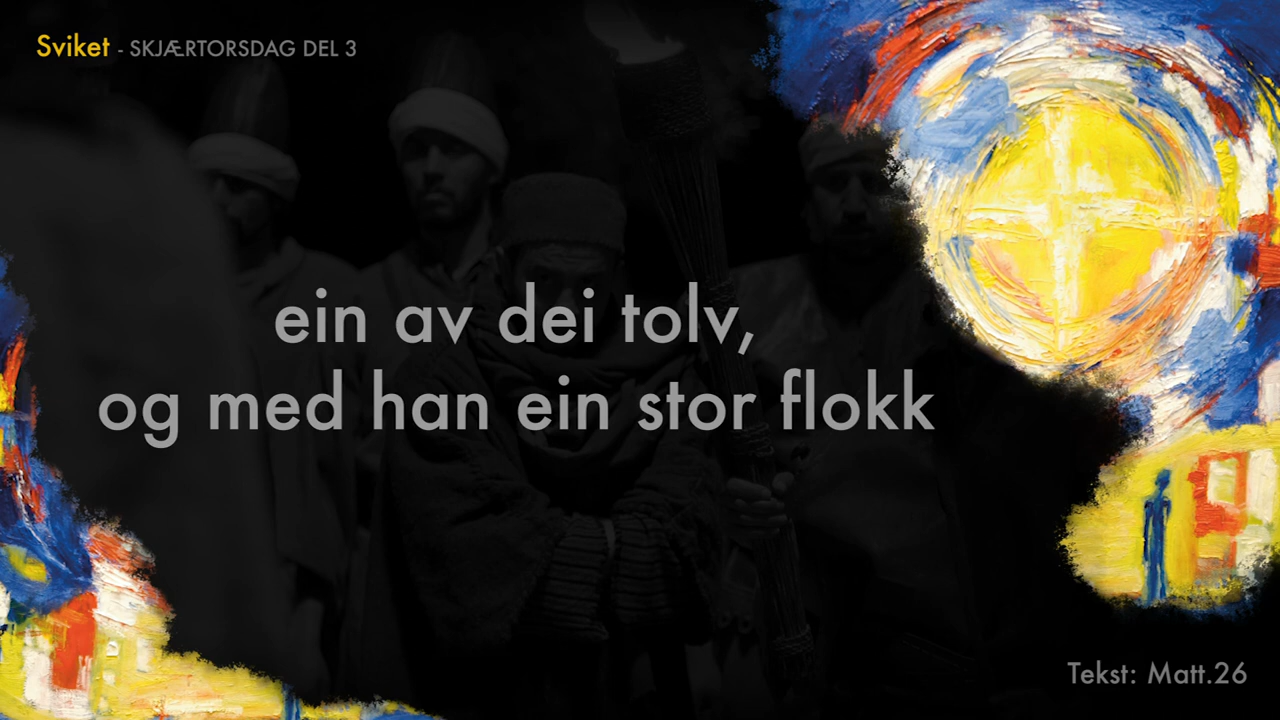 Sviket - SKJÆRTORSDAG DEL 3
ein av dei tolv,
og med han ein stor flokk
Tekst: Matt.26